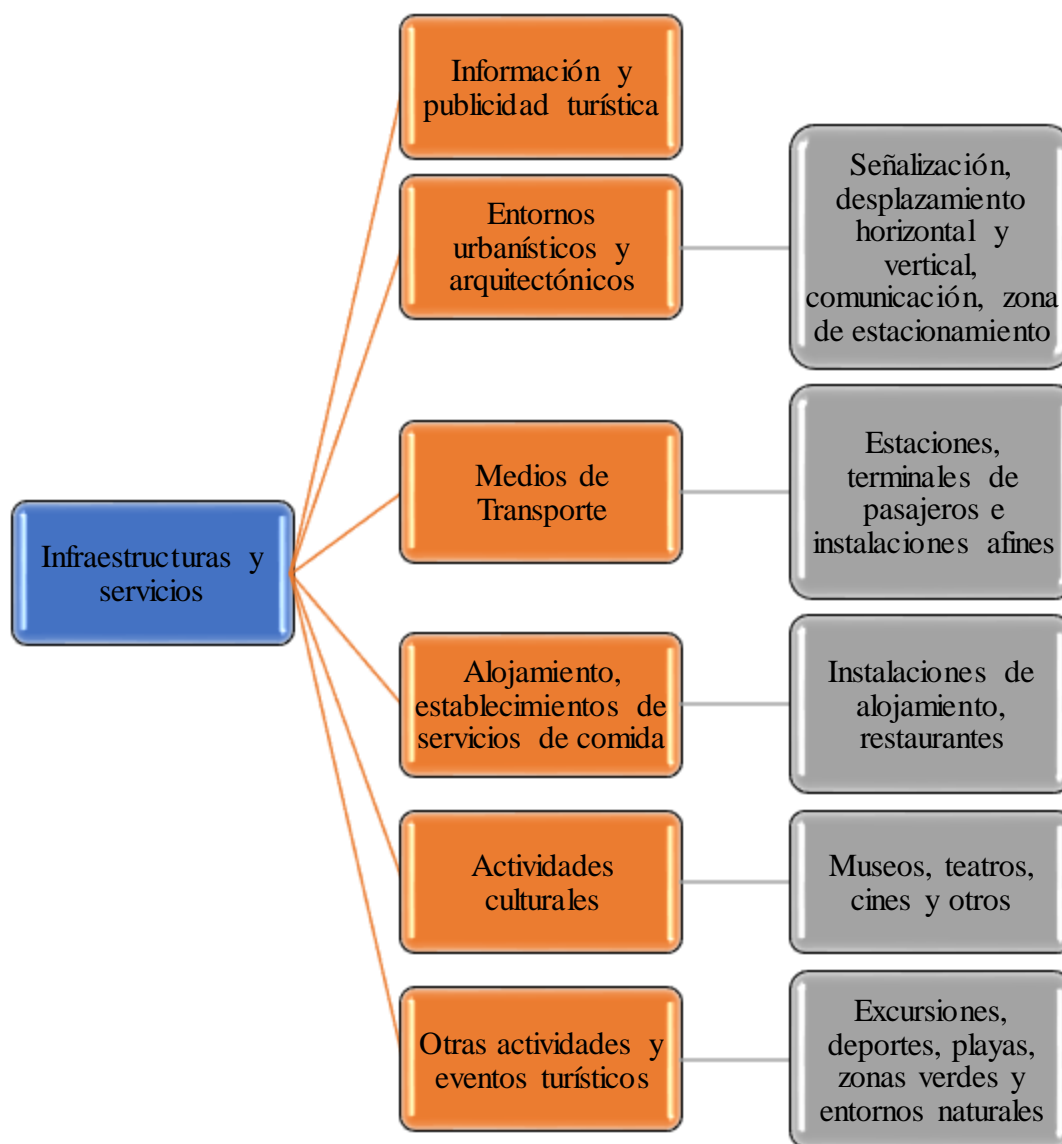 Información y
publicidad turística
Entornos
urbanísticos y
arquitectónicos
Señalización,
desplazamiento
horizontal y
vertical,
comunicación, zona
de estacionamiento
Infraestructuras y
servicios
Medios de
Transporte
Estaciones,
terminales de
pasajeros e
instalaciones afines
Alojamiento,
establecimientos de
servicios de comida
Instalaciones de
alojamiento,
restaurantes
Actividades
culturales
Museos, teatros,
cines y otros
Otras actividades y
eventos turísticos
Excursiones,
deportes, playas,
zonas verdes y
entornos naturales